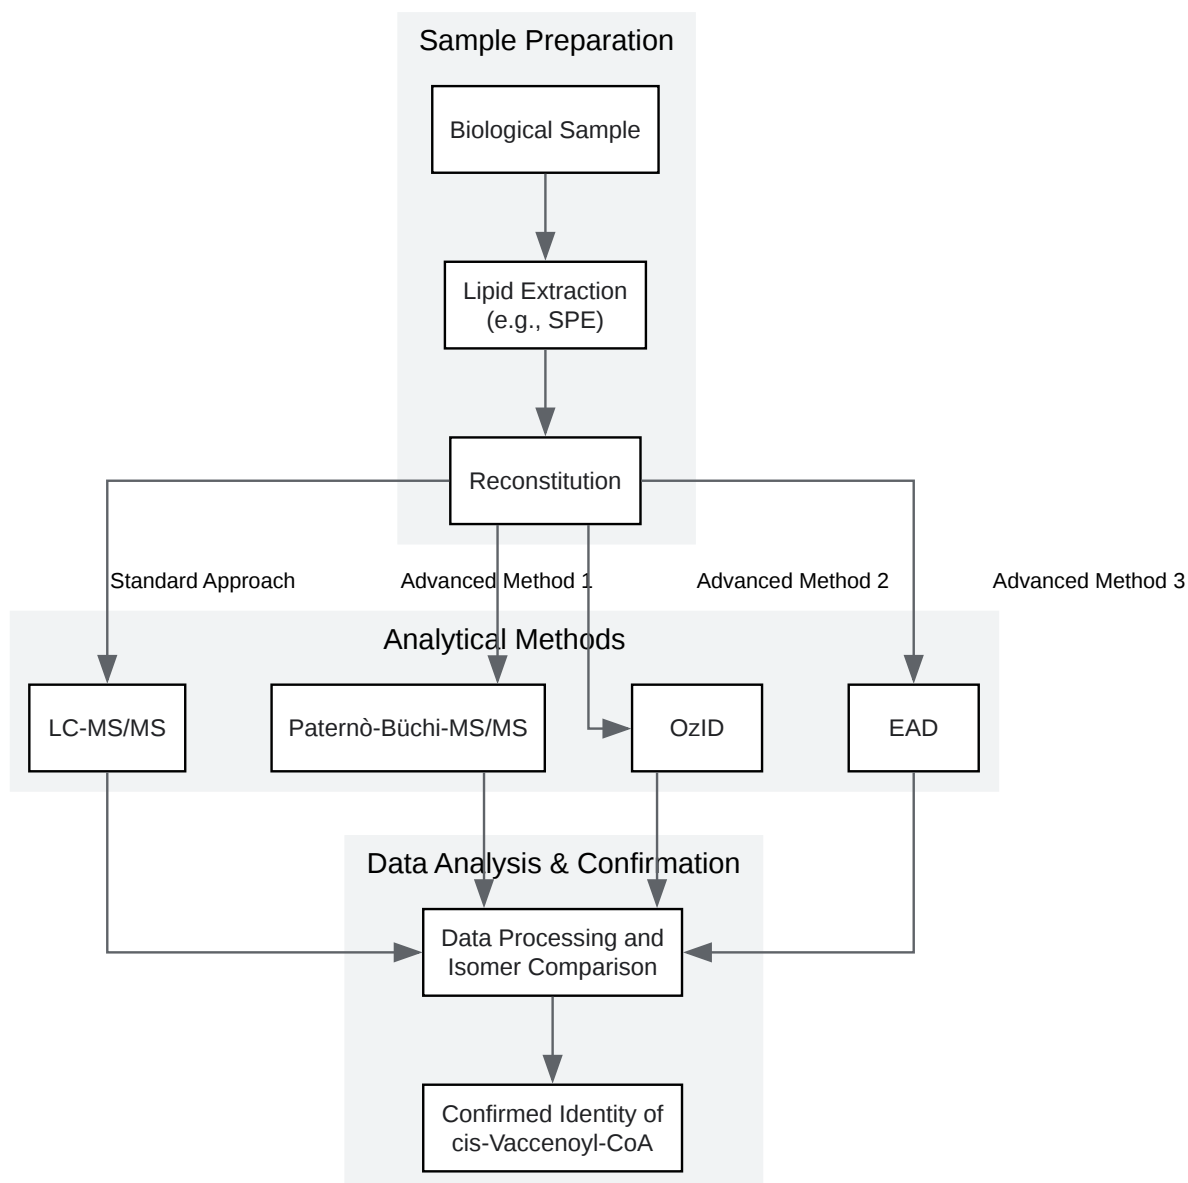 Sample Preparation
Biological Sample
Lipid Extraction
(e.g., SPE)
Reconstitution
Standard Approach
Advanced Method 1
Advanced Method 2
Advanced Method 3
Analytical Methods
LC-MS/MS
Paternò-Büchi-MS/MS
OzID
EAD
Data Analysis & Confirmation
Data Processing and
Isomer Comparison
Confirmed Identity of
cis-Vaccenoyl-CoA